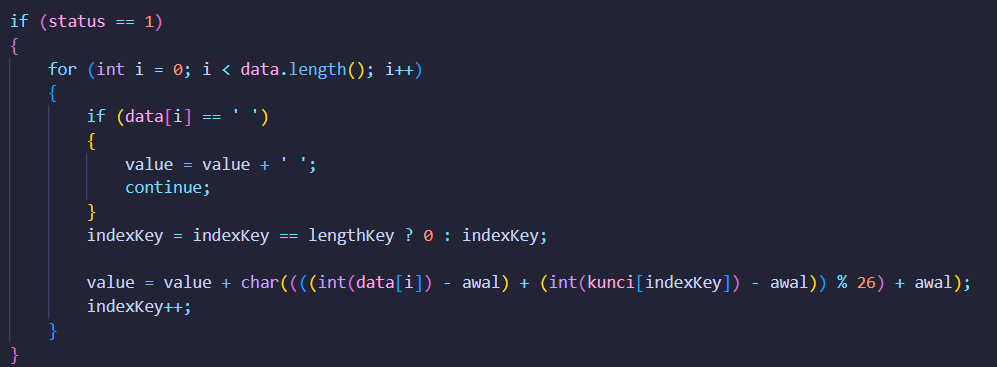 if (status == 1)
{
    for (int i = 0; i < data.length(); i++)
    {
        if (data[i] == ' ')
        {
            value = value + ' ';
            continue;
        }
        indexKey = indexKey == lengthKey ? 0 : indexKey;

        value = value + char((((int(data[i]) - awal) + (int(kunci[indexKey]) - awal)) % 26) + awal);
        indexKey++;
    }
}